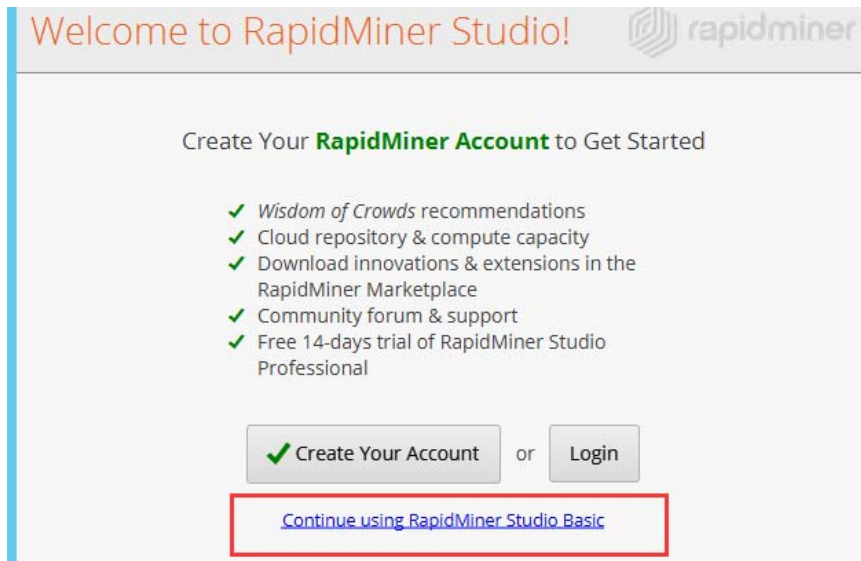 Welcome to RapidMiner Studio!
rapidminer
Create Your RapidMiner Account to Get Started
Wisdom of Crowds recommendations
Cloud repository & compute capacity
Download innovations & extensions in the
RapidMiner Marketplace
Community forum & support
Free 14-days trial of RapidMiner Studio
Professional
Create Your Account or Login
Continue using RapidMiner Studio Basic